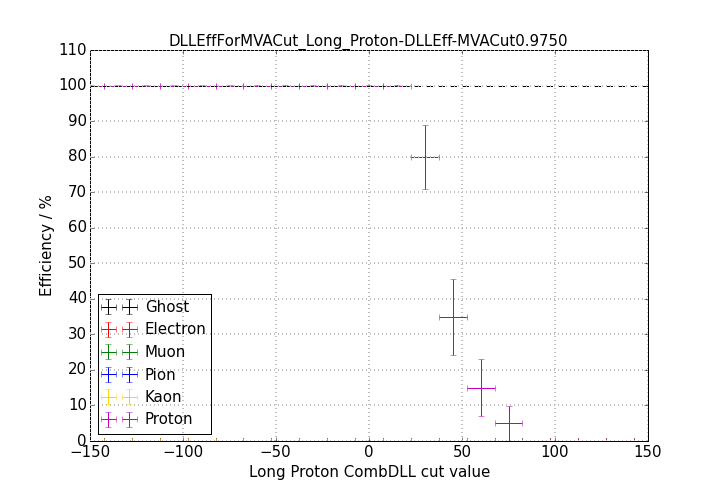 DLLEffForMVACut_Long_Proton-DLLEff-MVACut0.9750
110
100
90
80
70
60
50
40
30
20
10
0
Efficiency / %
Ghost
Electron
Muon
Pion
Kaon
Proton
−150 −100 −50 0 50 100 150
Long Proton CombDLL cut value